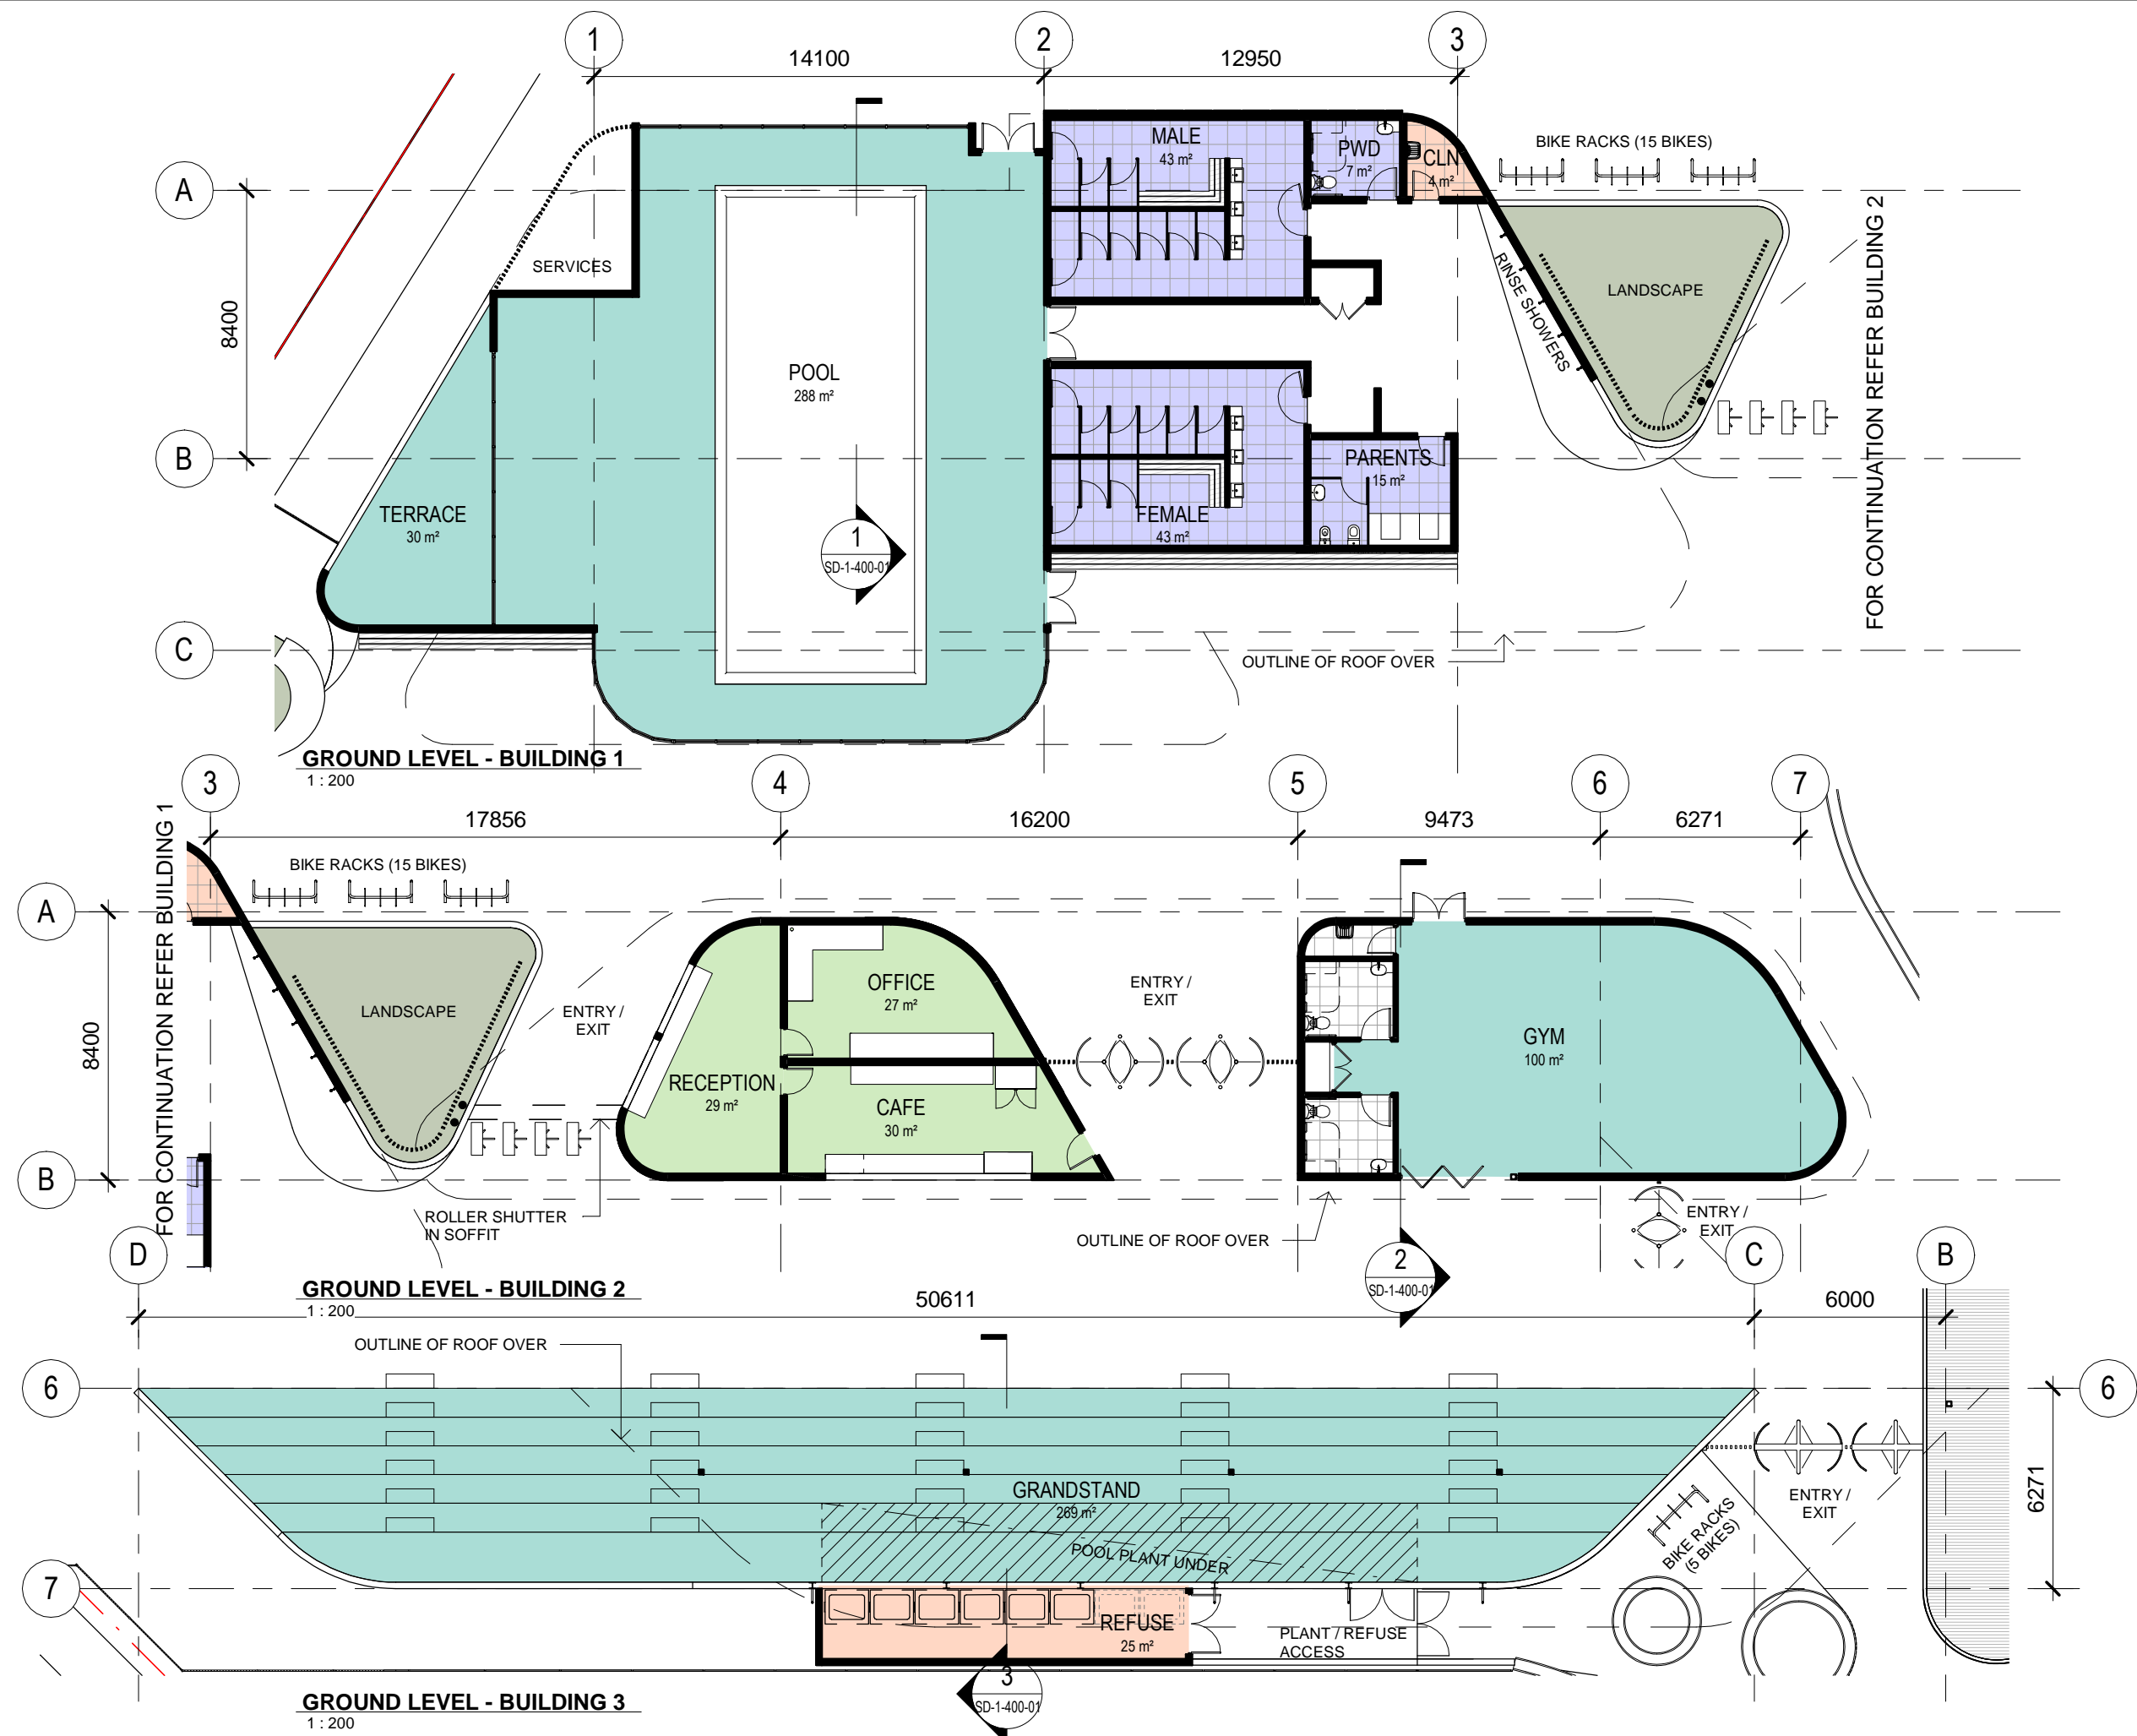 1
2
3
14100
12950
A
8400
B
C
SERVICES
TERRACE
30 m²
POOL
288 m²
1
SD-1-400-01
MALE
43 m²
PWD
7 m²
CLN
4 m²
BIKE RACKS (15 BIKES)
RINSE SHOWERS
LANDSCAPE
FOR CONTINUATION REFER BUILDING 2
PARENTS
15 m²
FEMALE
43 m²
OUTLINE OF ROOF OVER
GROUND LEVEL - BUILDING 1
1 : 200
3
4
5
6
7
17856
16200
9473
6271
FOR CONTINUATION REFER BUILDING 1
A
8400
B
BIKE RACKS (15 BIKES)
LANDSCAPE
ENTRY /
EXIT
RECEPTION
29 m²
OFFICE
27 m²
CAFE
30 m²
ENTRY /
EXIT
GYM
100 m²
ROLLER SHUTTER
IN SOFFIT
OUTLINE OF ROOF OVER
ENTRY /
EXIT
2
SD-1-400-01
GROUND LEVEL - BUILDING 2
1 : 200
D
C
B
50611
6000
OUTLINE OF ROOF OVER
6
6
7
6271
GRANDSTAND
269 m²
POOL PLANT UNDER
BIKE RACKS
(5 BIKES)
ENTRY /
EXIT
REFUSE
25 m²
PLANT / REFUSE
ACCESS
3
SD-1-400-01
GROUND LEVEL - BUILDING 3
1 : 200